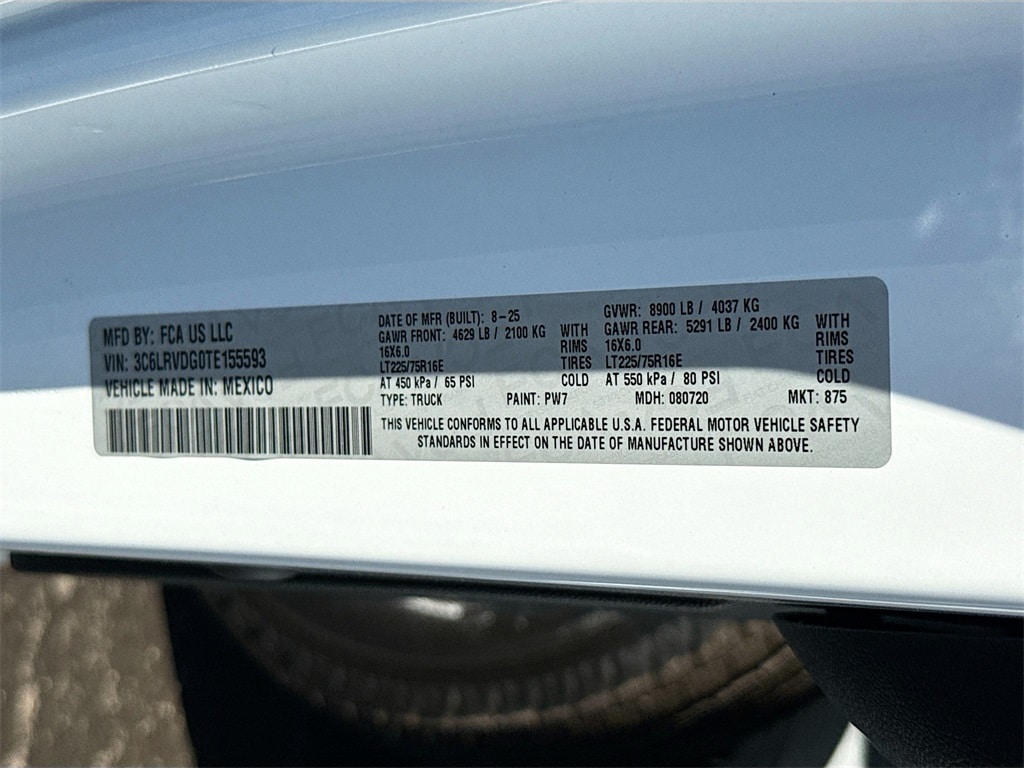 MFD BY: FCA US LLC
VIN: 3C6LRVDG0TE155593
VEHICLE MADE IN: MEXICO
DATE OF MFR (BUILT): 8-25
GAWR FRONT: 4629 LB / 2100 KG
16X6.0
LT225/75R16E
AT 450 kPa / 65 PSI
WITH
RIMS
TIRES
COLD
GVWR: 8900 LB / 4037 KG
GAWR REAR: 5291 LB / 2400 KG
16X6.0
LT225/75R16E
AT 550 kPa / 80 PSI
WITH
RIMS
TIRES
COLD
TYPE: TRUCK PAINT: PW7 MDH: 080720 MKT: 875
THIS VEHICLE CONFORMS TO ALL APPLICABLE U.S.A. FEDERAL MOTOR VEHICLE SAFETY
STANDARDS IN EFFECT ON THE DATE OF MANUFACTURE SHOWN ABOVE.